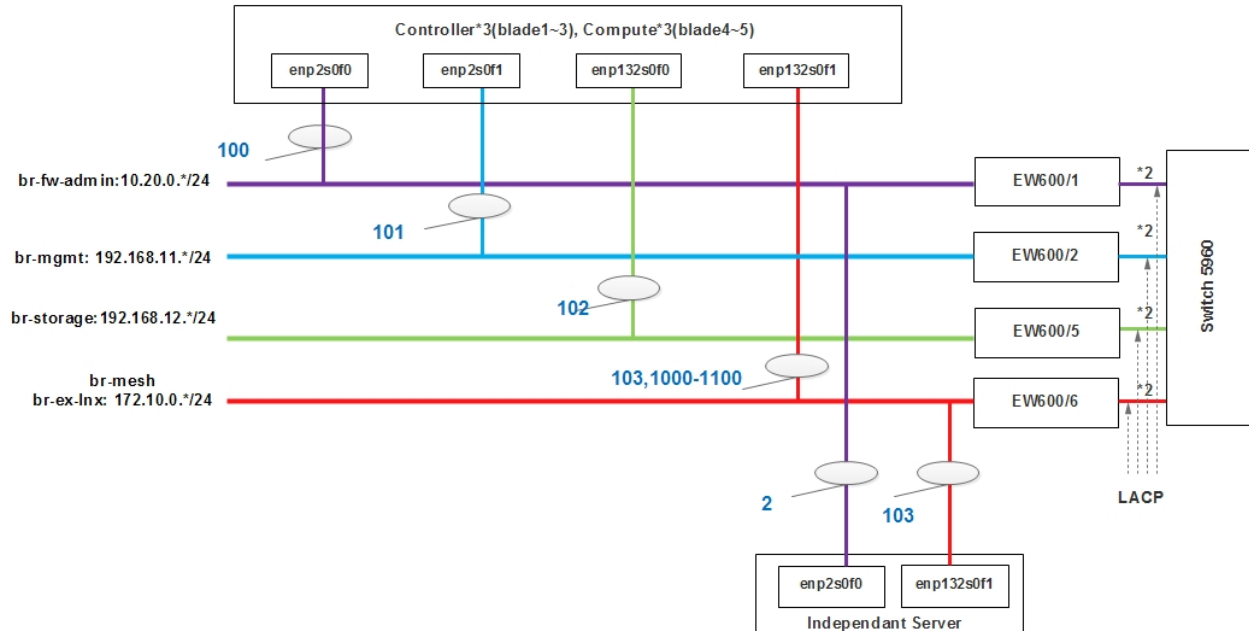 Controller*3(blade1~3), Compute*3(blade4~5)
enp2s0f0
enp2s0f1
enp132s0f0
enp132s0f1
100
br-fw-admin:10.20.0.*/24
EW600/1
*2
101
*2
br-mgmt: 192.168.11.*/24
EW600/2
Switch 5960
102
br-storage:192.168.12.*/24
EW600/5
*2
br-mesh
103,1000-1100
br-ex-lnx: 172.10.0.*/24
EW600/6
*2
2
103
LACP
enp2s0f0
enp132s0f1
Independant Server